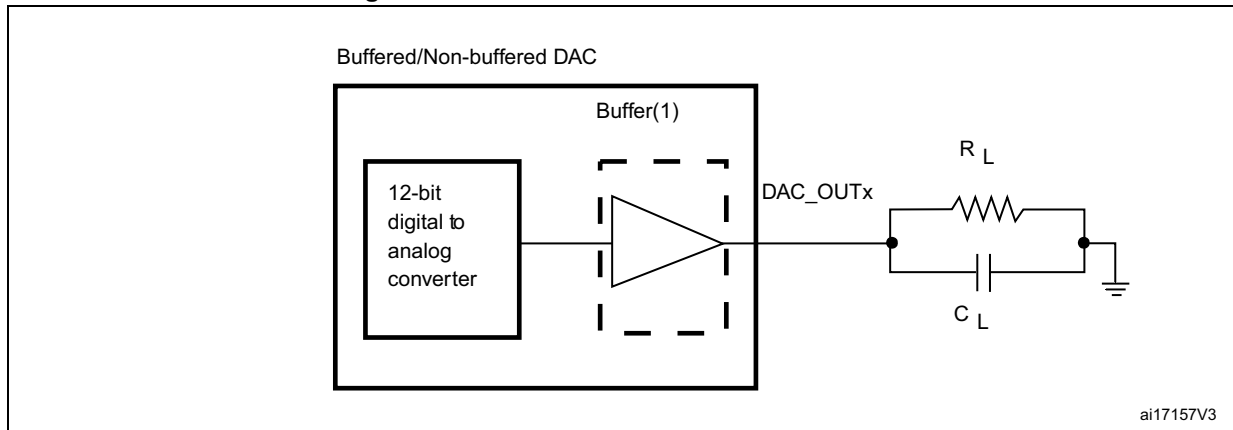 Buffered/Non-buffered DAC
Buffer(1)
12-bit
digital to
analog
converter
DAC_OUTx
R L
C L
ai17157V3